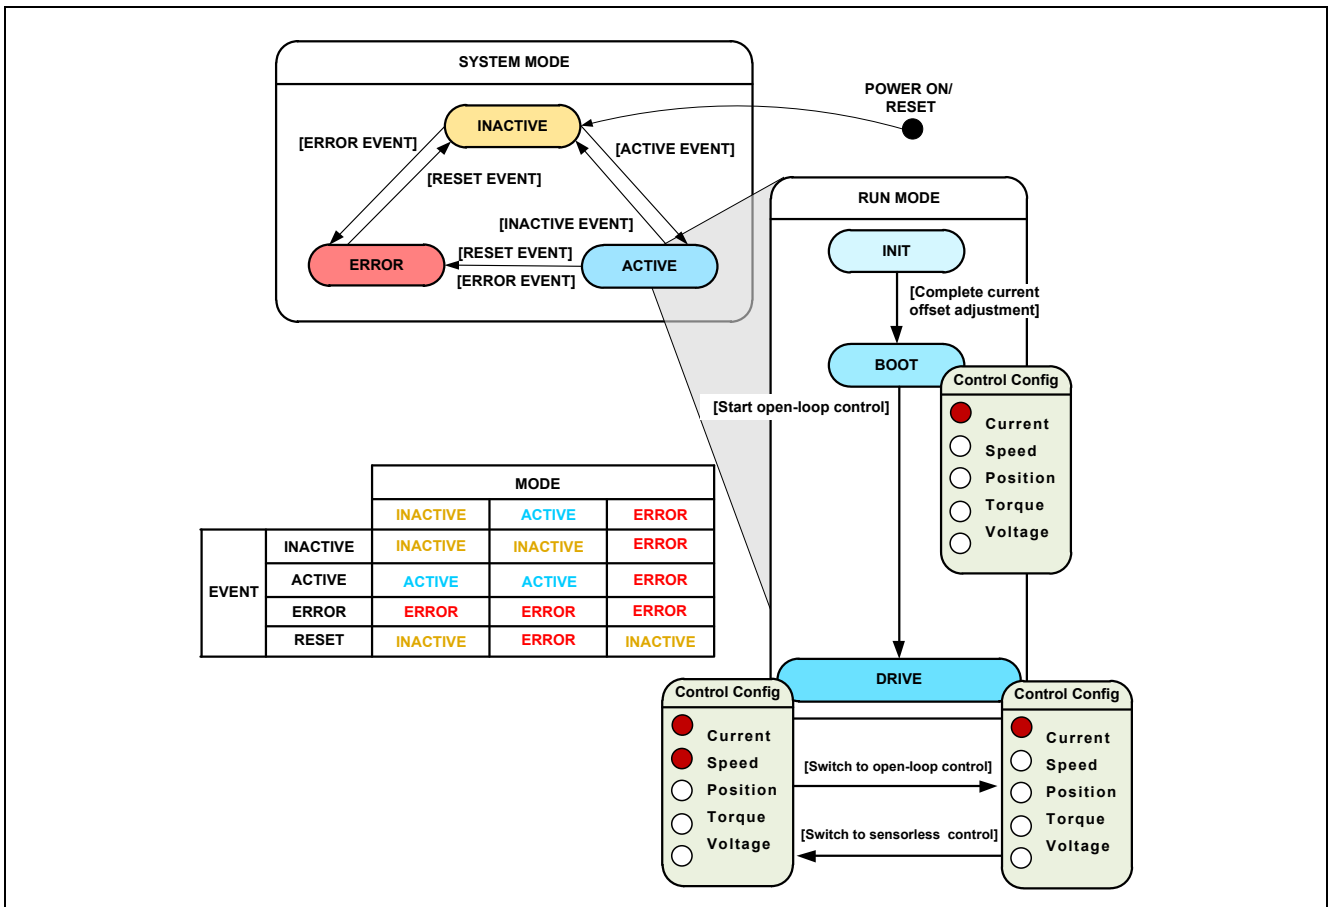 SYSTEM MODE
POWER ON/
RESET
INACTIVE
[ERROR EVENT]
[ACTIVE EVENT]
[RESET EVENT]
[INACTIVE EVENT]
ERROR
[RESET EVENT]
[ERROR EVENT]
ACTIVE
RUN MODE
INIT
[Complete current
offset adjustment]
BOOT
Control Config
Current
Speed
Position
Torque
Voltage
[Start open-loop control]
MODE
INACTIVE ACTIVE ERROR
EVENT
INACTIVE INACTIVE INACTIVE ERROR
ACTIVE ACTIVE ACTIVE ERROR
ERROR ERROR ERROR ERROR
RESET INACTIVE ERROR INACTIVE
DRIVE
Control Config
Current
Speed
Position
Torque
Voltage
[Switch to open-loop control]
[Switch to sensorless control]
Control Config
Current
Speed
Position
Torque
Voltage